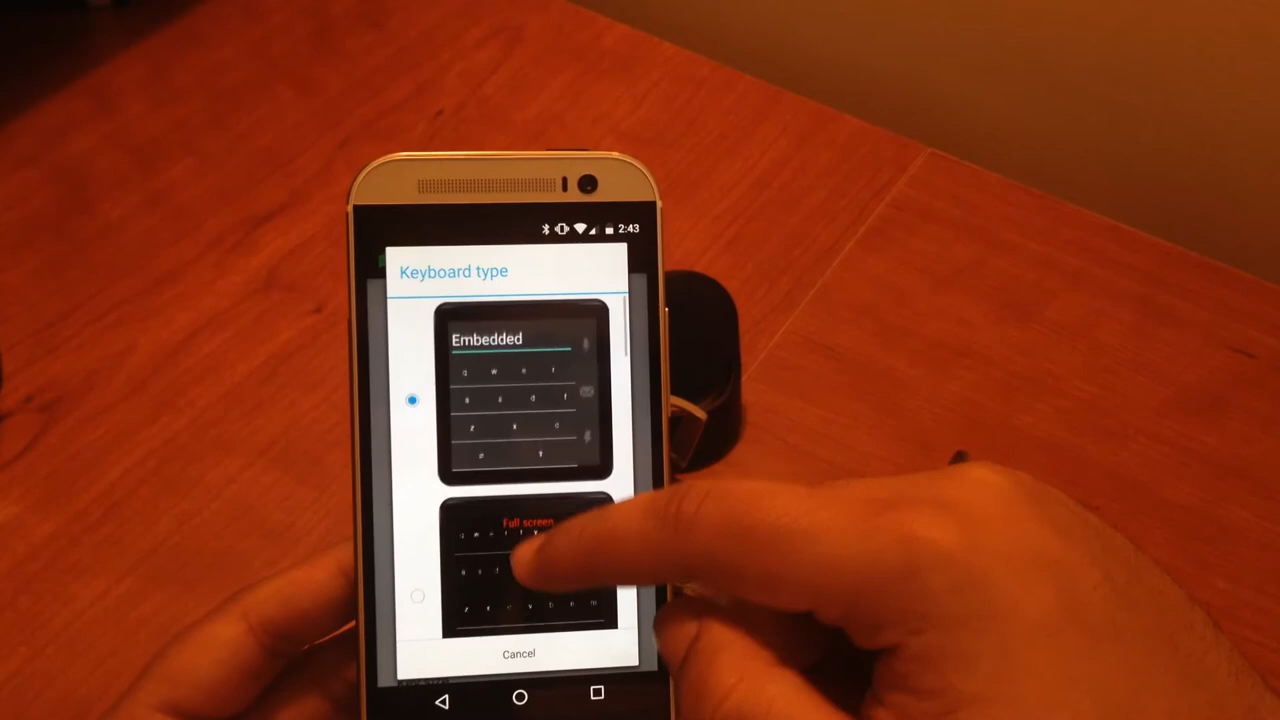 2:43
Keyboard type
Embedded
q w e r
a s d f
z x c
Full screen
Cancel